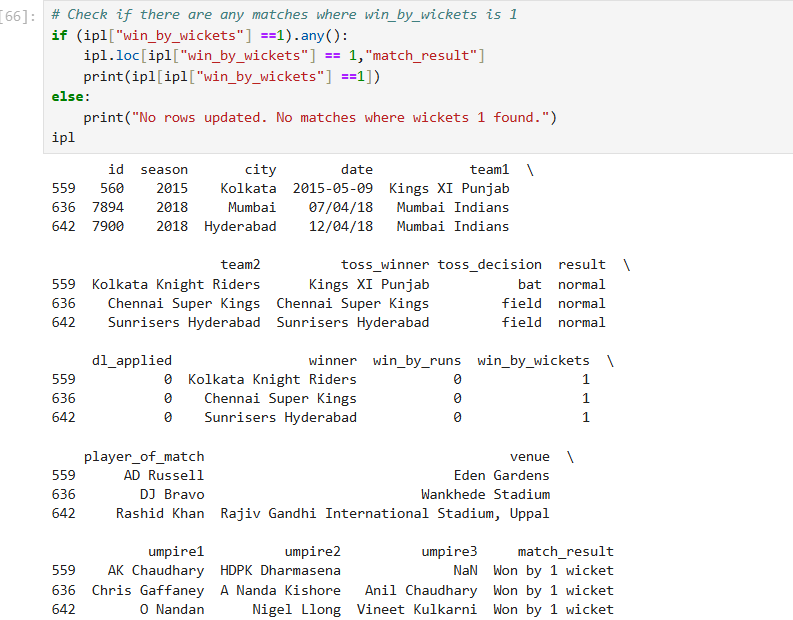 [66]: # Check if there are any matches where win_by_wickets is 1
if (ipl["win_by_wickets"] ==1).any():
    ipl.loc[ipl["win_by_wickets"] == 1,"match_result"]
    print(ipl[ipl["win_by_wickets"] ==1])
else:
    print("No rows updated. No matches where wickets 1 found.")
ipl
id season city date team1 \
559 560 2015 Kolkata 2015-05-09 Kings XI Punjab
636 7894 2018 Mumbai 07/04/18 Mumbai Indians
642 7900 2018 Hyderabad 12/04/18 Mumbai Indians
team2 toss_winner toss_decision result \
559 Kolkata Knight Riders Kings XI Punjab bat normal
636 Chennai Super Kings Chennai Super Kings field normal
642 Sunrisers Hyderabad Sunrisers Hyderabad field normal
dl_applied winner win_by_runs win_by_wickets \
559 0 Kolkata Knight Riders 0 1
636 0 Chennai Super Kings 0 1
642 0 Sunrisers Hyderabad 0 1
player_of_match venue \
559 AD Russell Eden Gardens
636 DJ Bravo Wankhede Stadium
642 Rashid Khan Rajiv Gandhi International Stadium, Uppal
umpire1 umpire2 umpire3 match_result
559 AK Chaudhary HDPK Dharmasena NaN Won by 1 wicket
636 Chris Gaffaney A Nanda Kishore Anil Chaudhary Won by 1 wicket
642 O Nandan Nigel Llong Vineet Kulkarni Won by 1 wicket